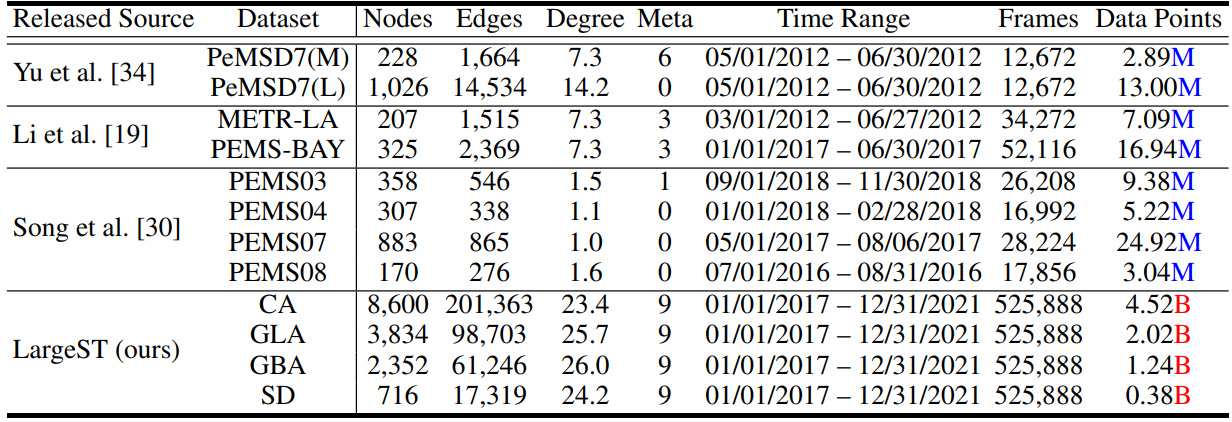 Released Source Dataset Nodes Edges Degree Meta Time Range Frames Data Points
Yu et al. [34] PeMSD7(M) 228 1,664 7.3 6 05/01/2012 – 06/30/2012 12,672 2.89M
PeMSD7(L) 1,026 14,534 14.2 0 05/01/2012 – 06/30/2012 12,672 13.00M
Li et al. [19] METR-LA 207 1,515 7.3 3 03/01/2012 – 06/27/2012 34,272 7.09M
PEMS-BAY 325 2,369 7.3 3 01/01/2017 – 06/30/2017 52,116 16.94M
Song et al. [30] PEMS03 358 546 1.5 1 09/01/2018 – 11/30/2018 26,208 9.38M
PEMS04 307 338 1.1 0 01/01/2018 – 02/28/2018 16,992 5.22M
PEMS07 883 865 1.0 0 05/01/2017 – 08/06/2017 28,224 24.92M
PEMS08 170 276 1.6 0 07/01/2016 – 08/31/2016 17,856 3.04M
LargeST (ours) CA 8,600 201,363 23.4 9 01/01/2017 – 12/31/2021 525,888 4.52B
GLA 3,834 98,703 25.7 9 01/01/2017 – 12/31/2021 525,888 2.02B
GBA 2,352 61,246 26.0 9 01/01/2017 – 12/31/2021 525,888 1.24B
SD 716 17,319 24.2 9 01/01/2017 – 12/31/2021 525,888 0.38B